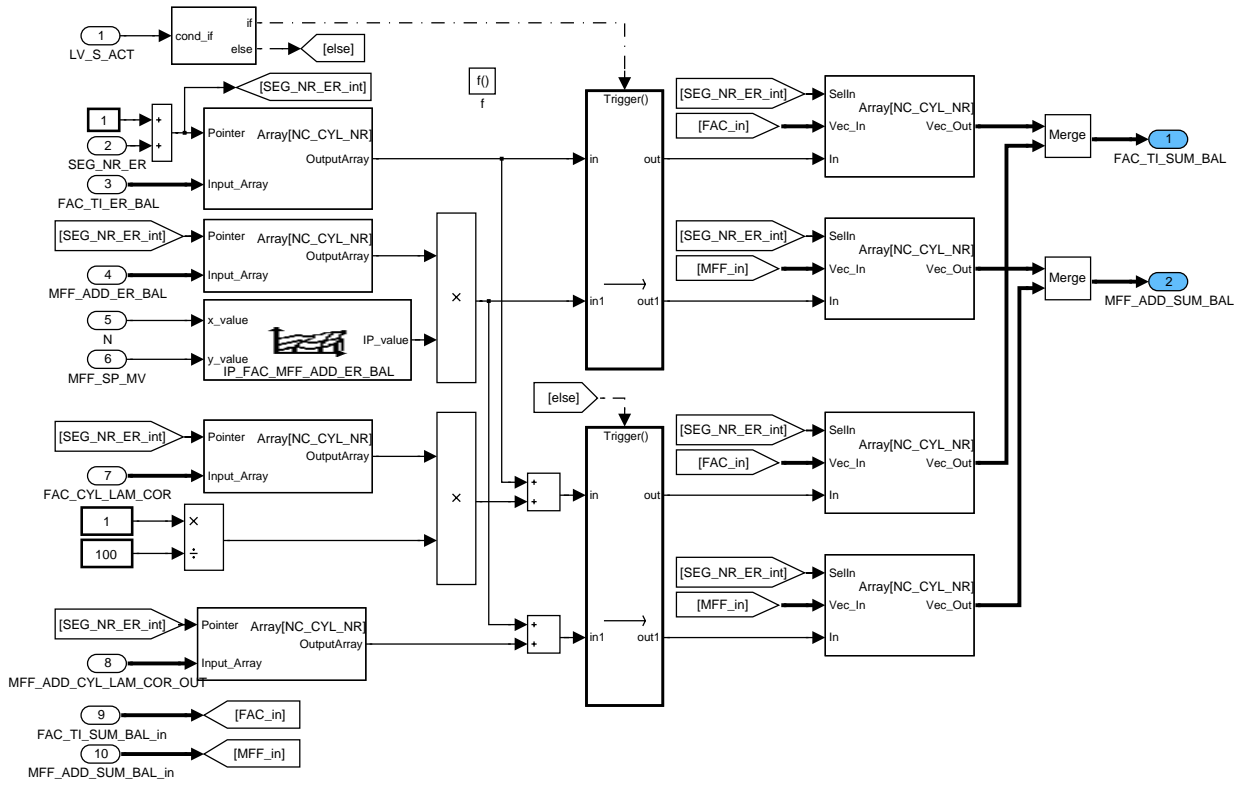 1
LV_S_ACT
cond_if
if
else
[else]
[SEG_NR_ER_int]
f()
f
1
+
+
2
SEG_NR_ER
3
FAC_TI_ER_BAL
Pointer
Array[NC_CYL_NR]
OutputArray
Input_Array
[SEG_NR_ER_int]
4
MFF_ADD_ER_BAL
Pointer
Array[NC_CYL_NR]
OutputArray
Input_Array
5
N
6
MFF_SP_MV
x_value
y_value
IP_value
IP_FAC_MFF_ADD_ER_BAL
×
Trigger()
in
out
in1
out1
[SEG_NR_ER_int]
[FAC_in]
SelIn
Array[NC_CYL_NR]
Vec_In
Vec_Out
In
Merge
1
FAC_TI_SUM_BAL
[SEG_NR_ER_int]
[MFF_in]
SelIn
Array[NC_CYL_NR]
Vec_In
Vec_Out
In
Merge
2
MFF_ADD_SUM_BAL
[SEG_NR_ER_int]
7
FAC_CYL_LAM_COR
Pointer
Array[NC_CYL_NR]
OutputArray
Input_Array
1
100
×
÷
×
[else]
+
+
Trigger()
in
out
in1
out1
[SEG_NR_ER_int]
[FAC_in]
SelIn
Array[NC_CYL_NR]
Vec_In
Vec_Out
In
[SEG_NR_ER_int]
[MFF_in]
SelIn
Array[NC_CYL_NR]
Vec_In
Vec_Out
In
[SEG_NR_ER_int]
8
MFF_ADD_CYL_LAM_COR_OUT
Pointer
Array[NC_CYL_NR]
OutputArray
Input_Array
+
+
9
FAC_TI_SUM_BAL_in
[FAC_in]
10
MFF_ADD_SUM_BAL_in
[MFF_in]